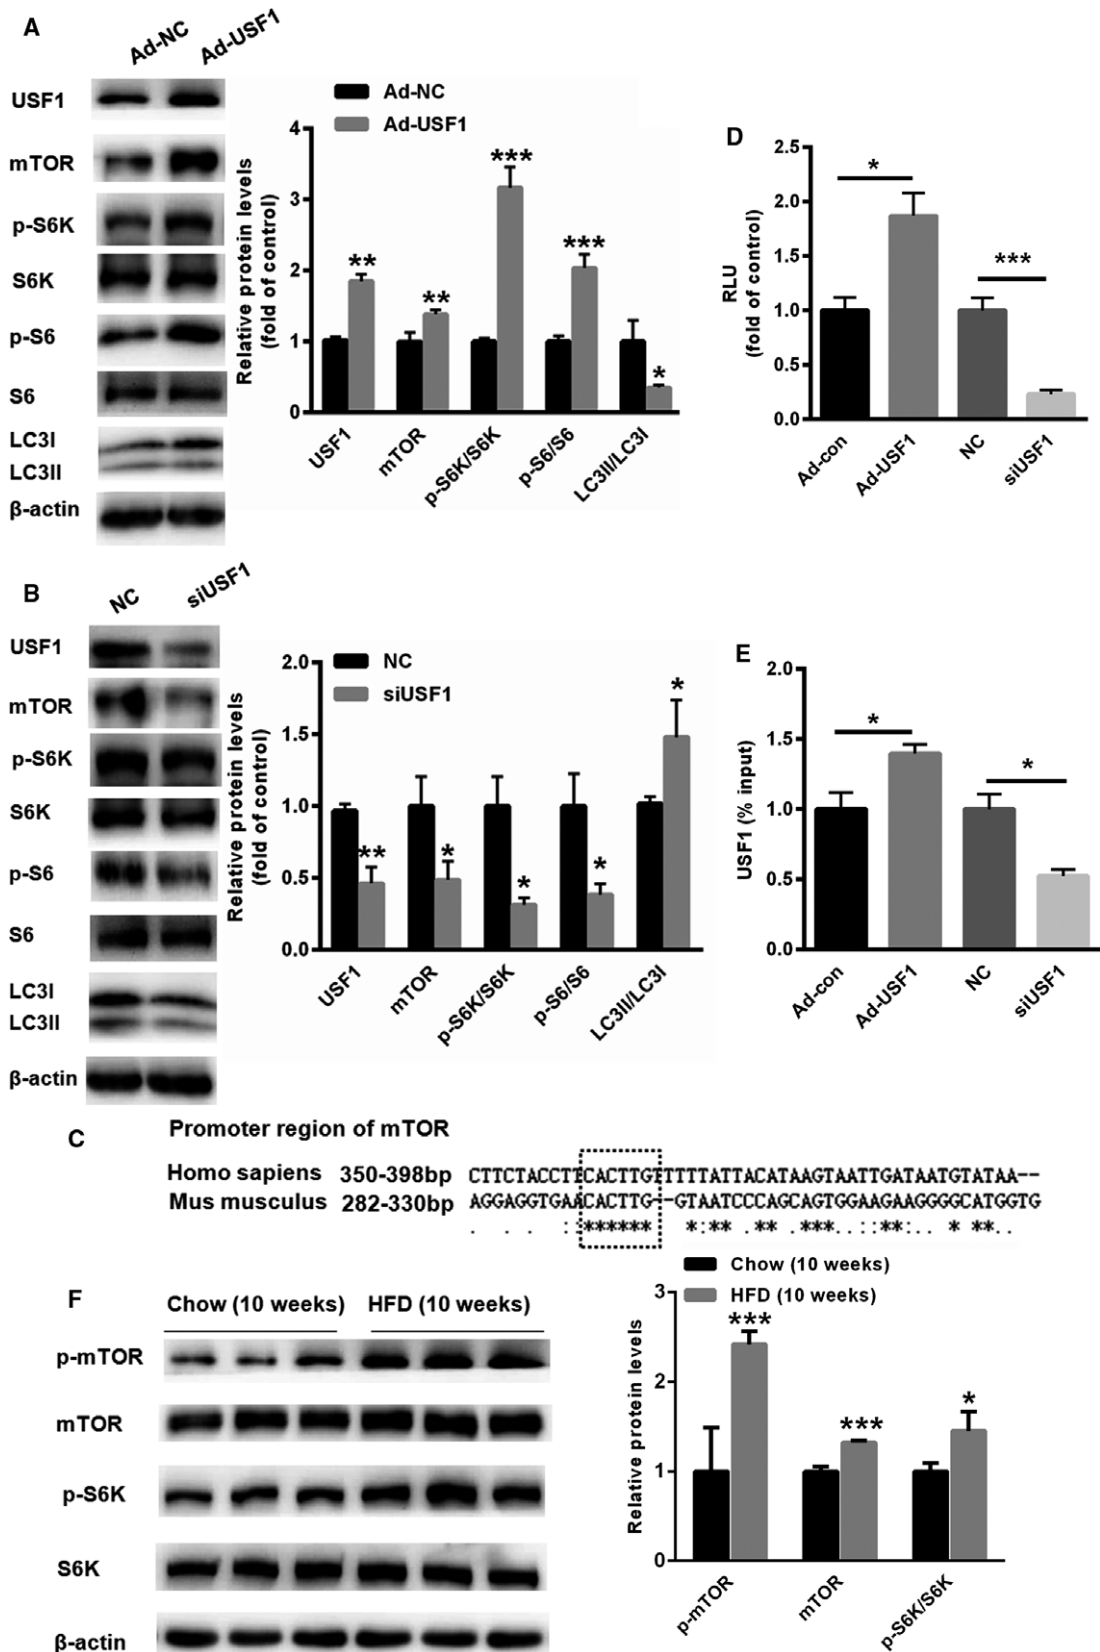 A
Ad-NC Ad-USF1
USF1
mTOR
p-S6K
S6K
p-S6
S6
LC3I
LC3II
β-actin
Ad-NC
Ad-USF1
Relative protein levels
(fold of control)
4
3
2
1
0
** ** *** *** *
USF1 mTOR p-S6K/S6K p-S6/S6 LC3II/LC3I
D
RLU
(fold of control)
2.5
2.0
1.5
1.0
0.5
0.0
* ***
Ad-con Ad-USF1 NC siUSF1
B
NC siUSF1
USF1
mTOR
p-S6K
S6K
p-S6
S6
LC3I
LC3II
β-actin
NC
siUSF1
Relative protein levels
(fold of control)
2.0
1.5
1.0
0.5
0.0
** * * * *
USF1 mTOR p-S6K/S6K p-S6/S6 LC3II/LC3I
E
USF1 (% input)
2.0
1.5
1.0
0.5
0.0
* *
Ad-con Ad-USF1 NC siUSF1
C
Promoter region of mTOR
Homo sapiens 350-398bp CTTCTACCTTCACTTGTTTTTATTACATAAGTAATTGATAATGTATAA--
Mus musculus 282-330bp AGGAGGTGAACACTTG--GTAATCCCAGCAGTGGAAGAAGGGGCATGGTG
. . . ::****** *:** ** *** .::**:. . * **..
F
Chow (10 weeks) HFD (10 weeks)
p-mTOR
mTOR
p-S6K
S6K
β-actin
Chow (10 weeks)
HFD (10 weeks)
Relative protein levels
3
2
1
0
*** *** *
p-mTOR mTOR p-S6K/S6K